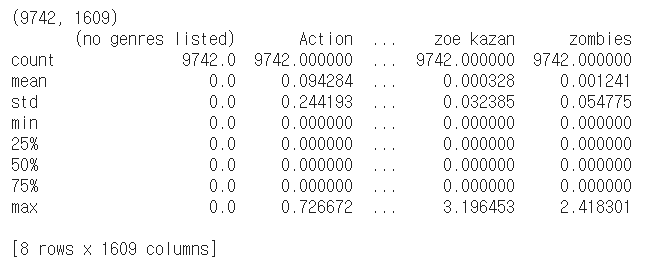 (9742, 1609)
(no genres listed) Action ... zoe kazan zombies
count 9742.0 9742.000000 ... 9742.000000 9742.000000
mean 0.0 0.094284 ... 0.000328 0.001241
std 0.0 0.244193 ... 0.032385 0.054775
min 0.0 0.000000 ... 0.000000 0.000000
25% 0.0 0.000000 ... 0.000000 0.000000
50% 0.0 0.000000 ... 0.000000 0.000000
75% 0.0 0.000000 ... 0.000000 0.000000
max 0.0 0.726672 ... 3.196453 2.418301
[8 rows x 1609 columns]